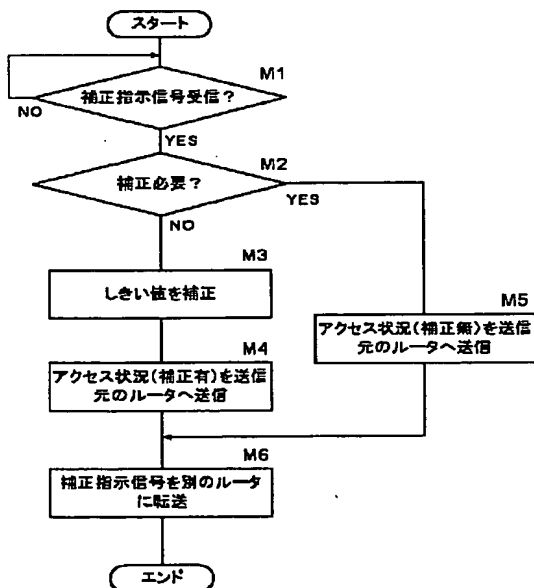 スタート
M1
補正指示信号受信?
NO
YES
M2
補正必要?
YES
NO
M3
しきい値を補正
M5
アクセス状況(補正無)を送信
元のルータへ送信
M4
アクセス状況(補正有)を送信
元のルータへ送信
M6
補正指示信号を別のルータ
に転送
エンド